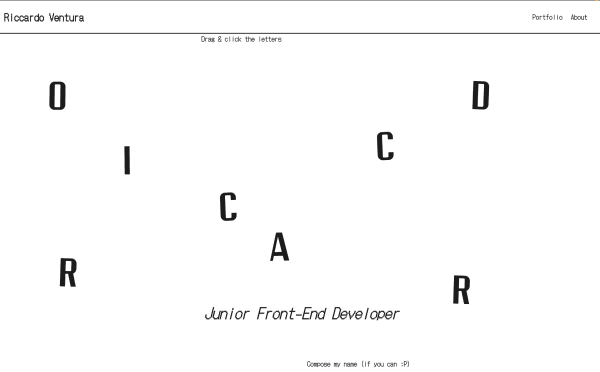 Riccardo Ventura
Portfolio About
Drag & click the letters
O
D
I
C
C
A
R
R
Junior Front-End Developer
Compose my name (if you can :P)